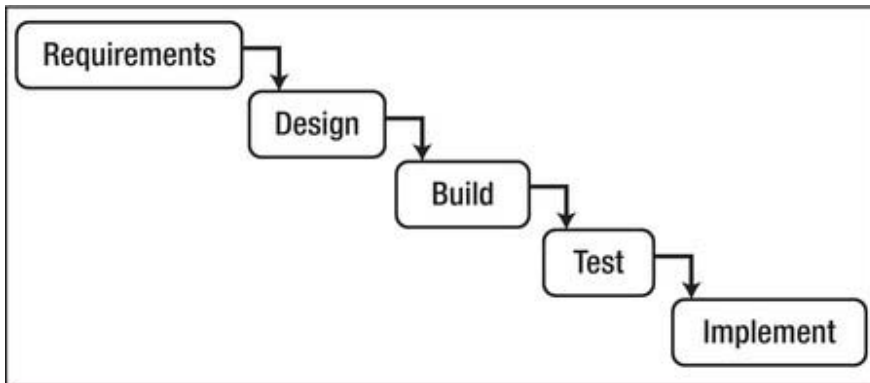 Requirements
Design
Build
Test
Implement